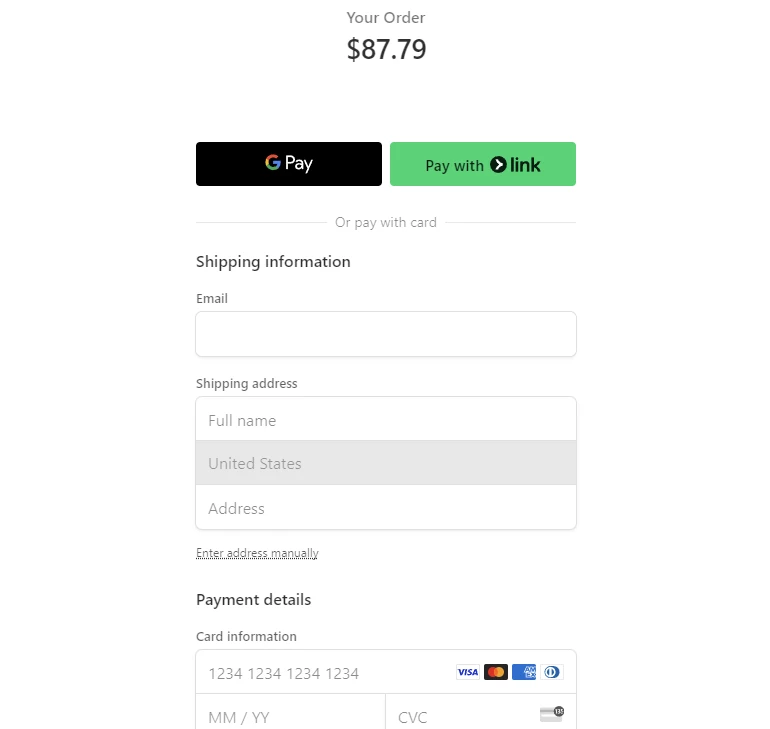 Your Order
$87.79
G Pay
Pay with link
Or pay with card
Shipping information
Email
Shipping address
Full name
United States
Address
Enter address manually
Payment details
Card information
1234 1234 1234 1234 VISA AMEX
MM / YY CVC 135